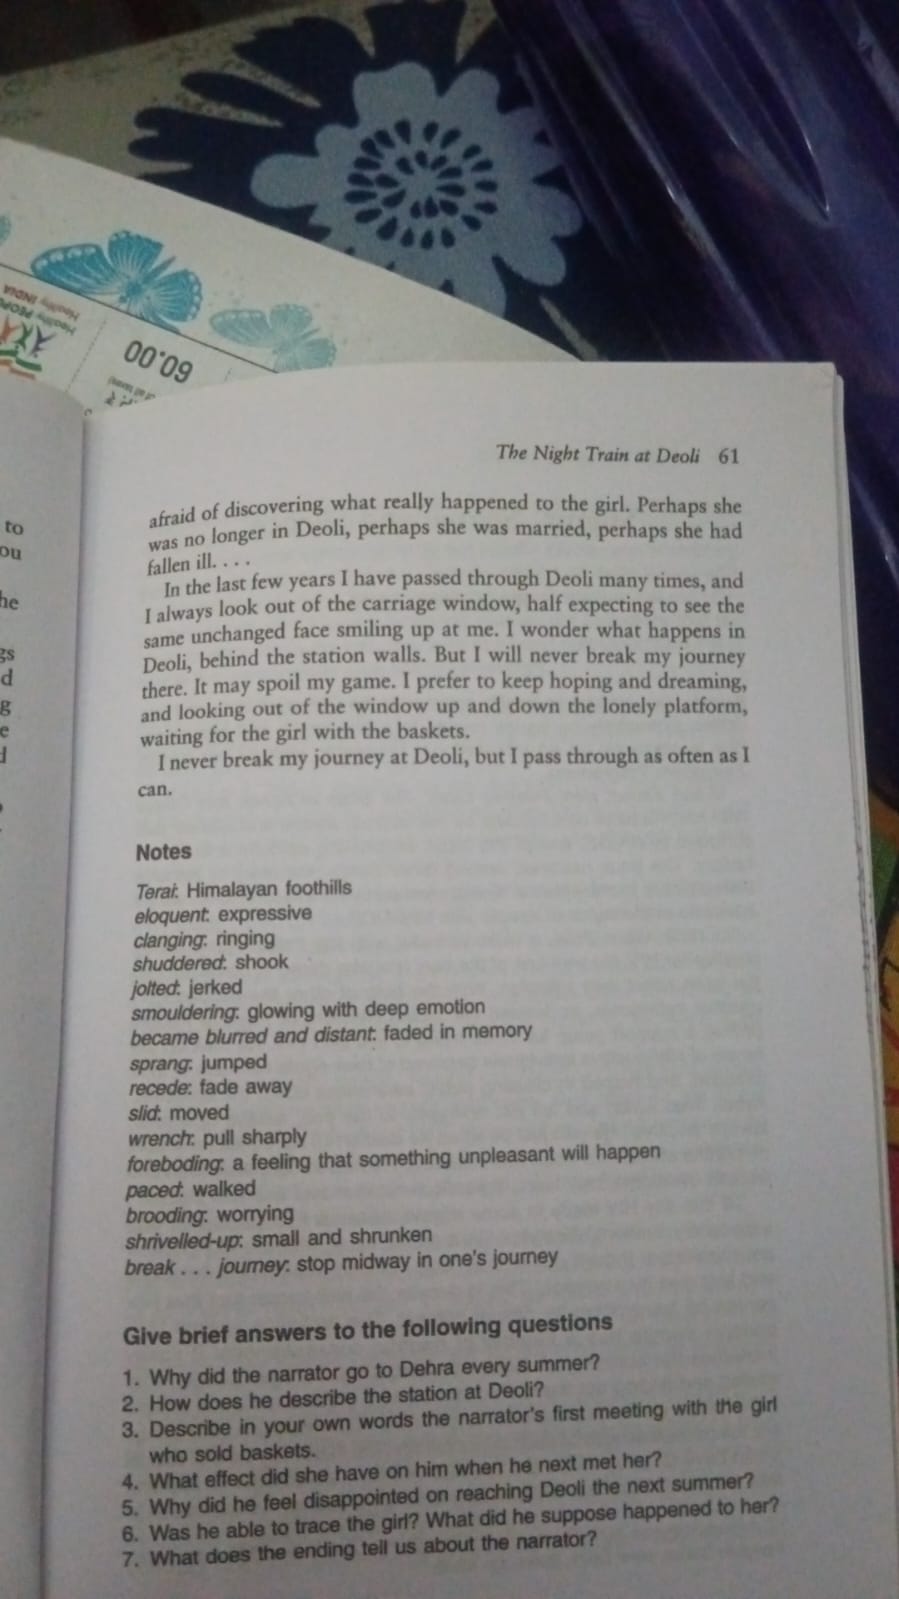 Healthy INDIA
Healthy PEOPL
60.00
to
ou
he
gs
d
g
e
d
The Night Train at Deoli 61
afraid of discovering what really happened to the girl. Perhaps she
was no longer in Deoli, perhaps she was married, perhaps she had
fallen ill. . . .
In the last few years I have passed through Deoli many times, and
I always look out of the carriage window, half expecting to see the
same unchanged face smiling up at me. I wonder what happens in
Deoli, behind the station walls. But I will never break my journey
there. It may spoil my game. I prefer to keep hoping and dreaming,
and looking out of the window up and down the lonely platform,
waiting for the girl with the baskets.
I never break my journey at Deoli, but I pass through as often as I
can.
Notes
Terai: Himalayan foothills
eloquent: expressive
clanging: ringing
shuddered: shook
jolted: jerked
smouldering: glowing with deep emotion
became blurred and distant: faded in memory
sprang: jumped
recede: fade away
slid: moved
wrench: pull sharply
foreboding: a feeling that something unpleasant will happen
paced: walked
brooding: worrying
shrivelled-up: small and shrunken
break . . . journey: stop midway in one's journey
Give brief answers to the following questions
1. Why did the narrator go to Dehra every summer?
2. How does he describe the station at Deoli?
3. Describe in your own words the narrator's first meeting with the girl
who sold baskets.
4. What effect did she have on him when he next met her?
5. Why did he feel disappointed on reaching Deoli the next summer?
6. Was he able to trace the girl? What did he suppose happened to her?
7. What does the ending tell us about the narrator?